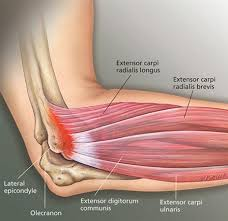 Extensor carpi
radialis longus
Extensor carpi
radialis brevis
Lateral
epicondyle
Olecranon
Extensor digitorum
communis
Extensor carpi
ulnaris